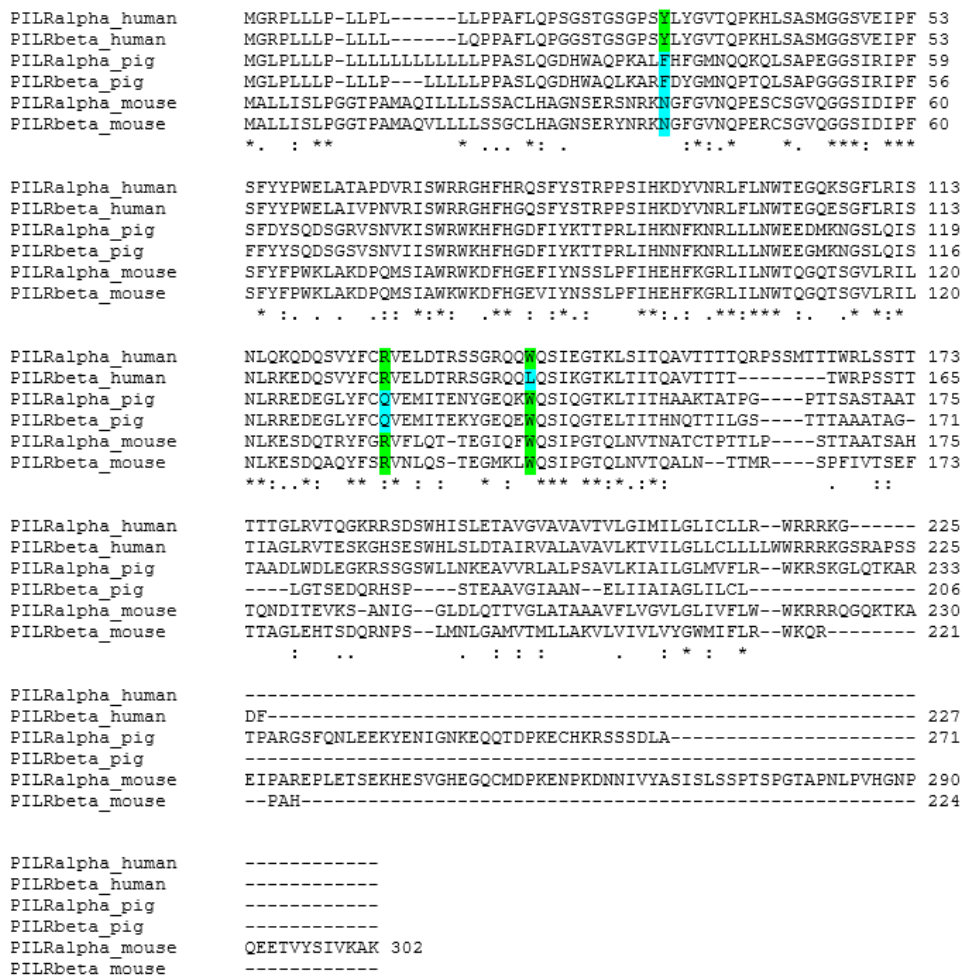 PILRalpha_human MGRPLLLP-LLPL------LLPPAFLQPSGSTGSGPSYLYGVTQPKHLSASMGGSVEIPF 53
PILRbeta_human MGRPLLLP-LLLL------LQPPAFLQPGGSTGSGPSYLYGVTQPKHLSASMGGSVEIPF 53
PILRalpha_pig MGLPLLLP-LLLLLLLLLLLLPPASLQGDHWAQPKALFHFGMNQQKQLSAPEGGSIRIPF 59
PILRbeta_pig MGLPLLLP-LLLLP---LLLLPPASLQGDHWAQLKARFDYGMNQPTQLSAPGGGSIRIPF 56
PILRalpha_mouse MALLISLPGGTPAMAQILLLLSSACLHAGNSERSNRKNGFGVNQPESCSGVQGGSIDIPF 60
PILRbeta_mouse MALLISLPGGTPAMAQVLLLLSSGCLHAGNSERYNRKNGFGVNQPERCSGVQGGSIDIPF 60
*. : ** * ... *: . :*:.* *. ***: ***
PILRalpha_human SFYYPWELATAPDVRISWRRGHFHRQSFYSTRPPSIHKDYVNRLFLNWTEGQKSGFLRIS 113
PILRbeta_human SFYYPWELAIVPNVRISWRRGHFHGQSFYSTRPPSIHKDYVNRLFLNWTEGQESGFLRIS 113
PILRalpha_pig SFDYSQDSGRVSNVKISWRWKHFHGDFIYKTTPRLIHKNFKNRLLLNWEEDMKNGSLQIS 119
PILRbeta_pig FFYYSQDSGSVSNVIISWRWKHFHGDFIYKTTPRLIHNNFKNRLLLNWEEGMKNGSLQIS 116
PILRalpha_mouse SFYFPWKLAKDPQMSIAWRWKDFHGEFIYNSSLPFIHEHFKGRLILNWTQGQTSGVLRIL 120
PILRbeta_mouse SFYFPWKLAKDPQMSIAWKWKDFHGEVIYNSSLPFIHEHFKGRLILNWTQGQTSGVLRIL 120
* :. . . .:: *:*: .** : :*.: **:.: .**:*** :. .* *:*
PILRalpha_human NLQKQDQSVYFCRVELDTRSSGRQQWQSIEGTKLSITQAVTTTTQRPSSMTTTWRLSSTT 173
PILRbeta_human NLRKEDQSVYFCRVELDTRRSGRQQLQSIKGTKLTITQAVTTTT--------TWRPSSTT 165
PILRalpha_pig NLRREDEGLYFCQVEMITENYGEQKWQSIQGTKLTITHAAKTATPG----PTTSASTAAT 175
PILRbeta_pig NLRREDEGLYFCQVEMITEKYGEQEWQSIQGTELTITHNQTTILGS----TTTAAATAG- 171
PILRalpha_mouse NLKESDQTRYFGRVFLQT-TEGIQFWQSIPGTQLNVTNATCTPTTLP----STTAATSAH 175
PILRbeta_mouse NLKESDQAQYFSRVNLQS-TEGMKLWQSIPGTQLNVTQALN--TTMR----SPFIVTSEF 173
**:..*: ** :* : : * : *** **:*.:*: . ::
PILRalpha_human TTTGLRVTQGKRRSDSWHISLETAVGVAVAVTVLGIMILGLICLLR--WRRRKG------ 225
PILRbeta_human TIAGLRVTESKGHSESWHLSLDTAIRVALAVAVLKTVILGLLCLLLLWWRRRKGSRAPSS 225
PILRalpha_pig TAADLWDLEGKRSSGSWLLNKEAVVRLALPSAVLKIAILGLMVFLR--WKRSKGLQTKAR 233
PILRbeta_pig ----LGTSEDQRHSP----STEAAVGIAAN--ELIIAIAGLILCL 206
PILRalpha_mouse TQNDITEVKS-ANIG--GLDLQTTVGLATAAAVFLVGVLGLIVFLW--WKRRRQGQKTKA 230
PILRbeta_mouse TTAGLEHTSDQRNPS--LMNLGAMVTMLLAKVLVIVLVYGWMIFLR--WKQR-------- 221
: .. . : : : . : * : *
PILRalpha_human ------------------------------------------------------------
PILRbeta_human DF---------------------------------------------------------- 227
PILRalpha_pig TPARGSFQNLEEKYENIGNKEQQTDPKECHKRSSSDLA---------------------- 271
PILRbeta_pig ------------------------------------------------------------
PILRalpha_mouse EIPAREPLETSEKHESVGHEGQCMDPKENPKDNNIVYASISLSSPTSPGTAPNLPVHGNP 290
PILRbeta_mouse --PAH------------------------------------------------------- 224
PILRalpha_human ------------
PILRbeta_human ------------
PILRalpha_pig ------------
PILRbeta_pig ------------
PILRalpha_mouse QEETVYSIVKAK 302
PILRbeta_mouse ------------